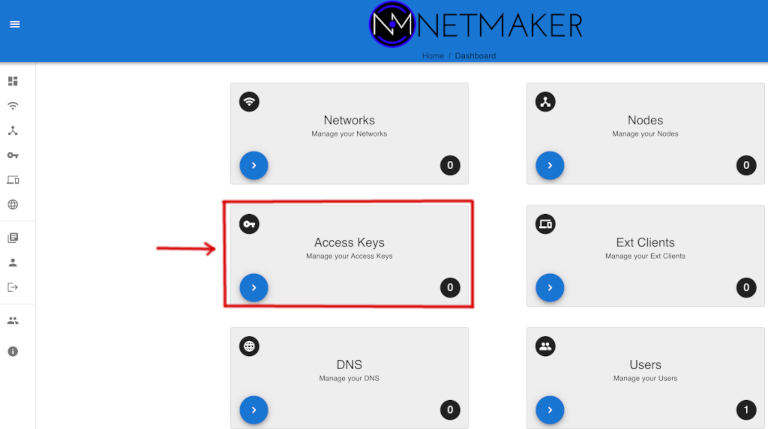 NM NETMAKER
Home / Dashboard
Networks
Manage your Networks
0
Nodes
Manage your Nodes
0
Access Keys
Manage your Access Keys
0
Ext Clients
Manage your Ext Clients
0
DNS
Manage your DNS
0
Users
Manage your Users
1